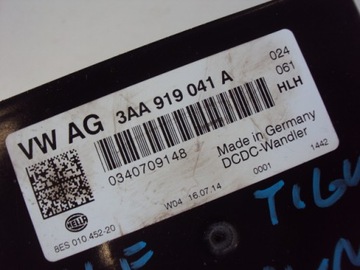 VW AG 3AA 919 041 A
024
061
HLH
0340709148
Made in Germany
DCDC-Wandler
HELLA
W04 16.07.14
0001
1442
8ES 010 452-20
TIGU